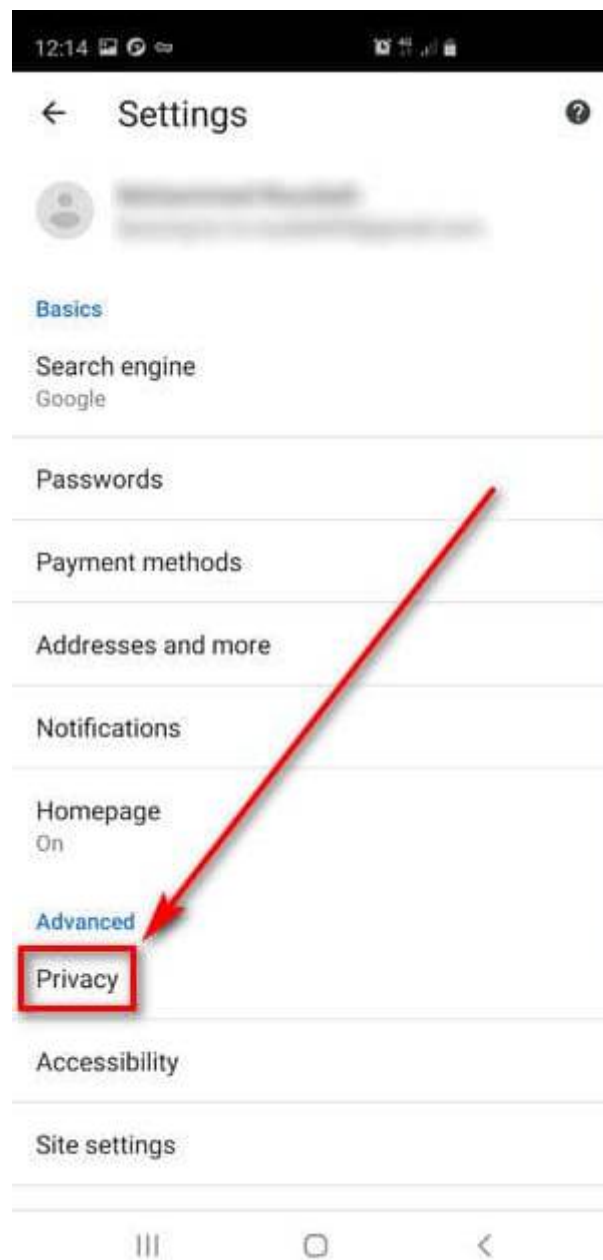 12:14
Settings
Basics
Search engine
Google
Passwords
Payment methods
Addresses and more
Notifications
Homepage
On
Advanced
Privacy
Accessibility
Site settings